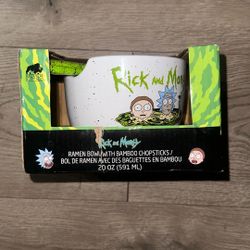 Rick and Mor
Rick and Morty
RAMEN BOWL WITH BAMBOO CHOPSTICKS /
BOL DE RAMEN AVEC DES BAGUETTES EN BAMBOU
20 OZ (591 ML)